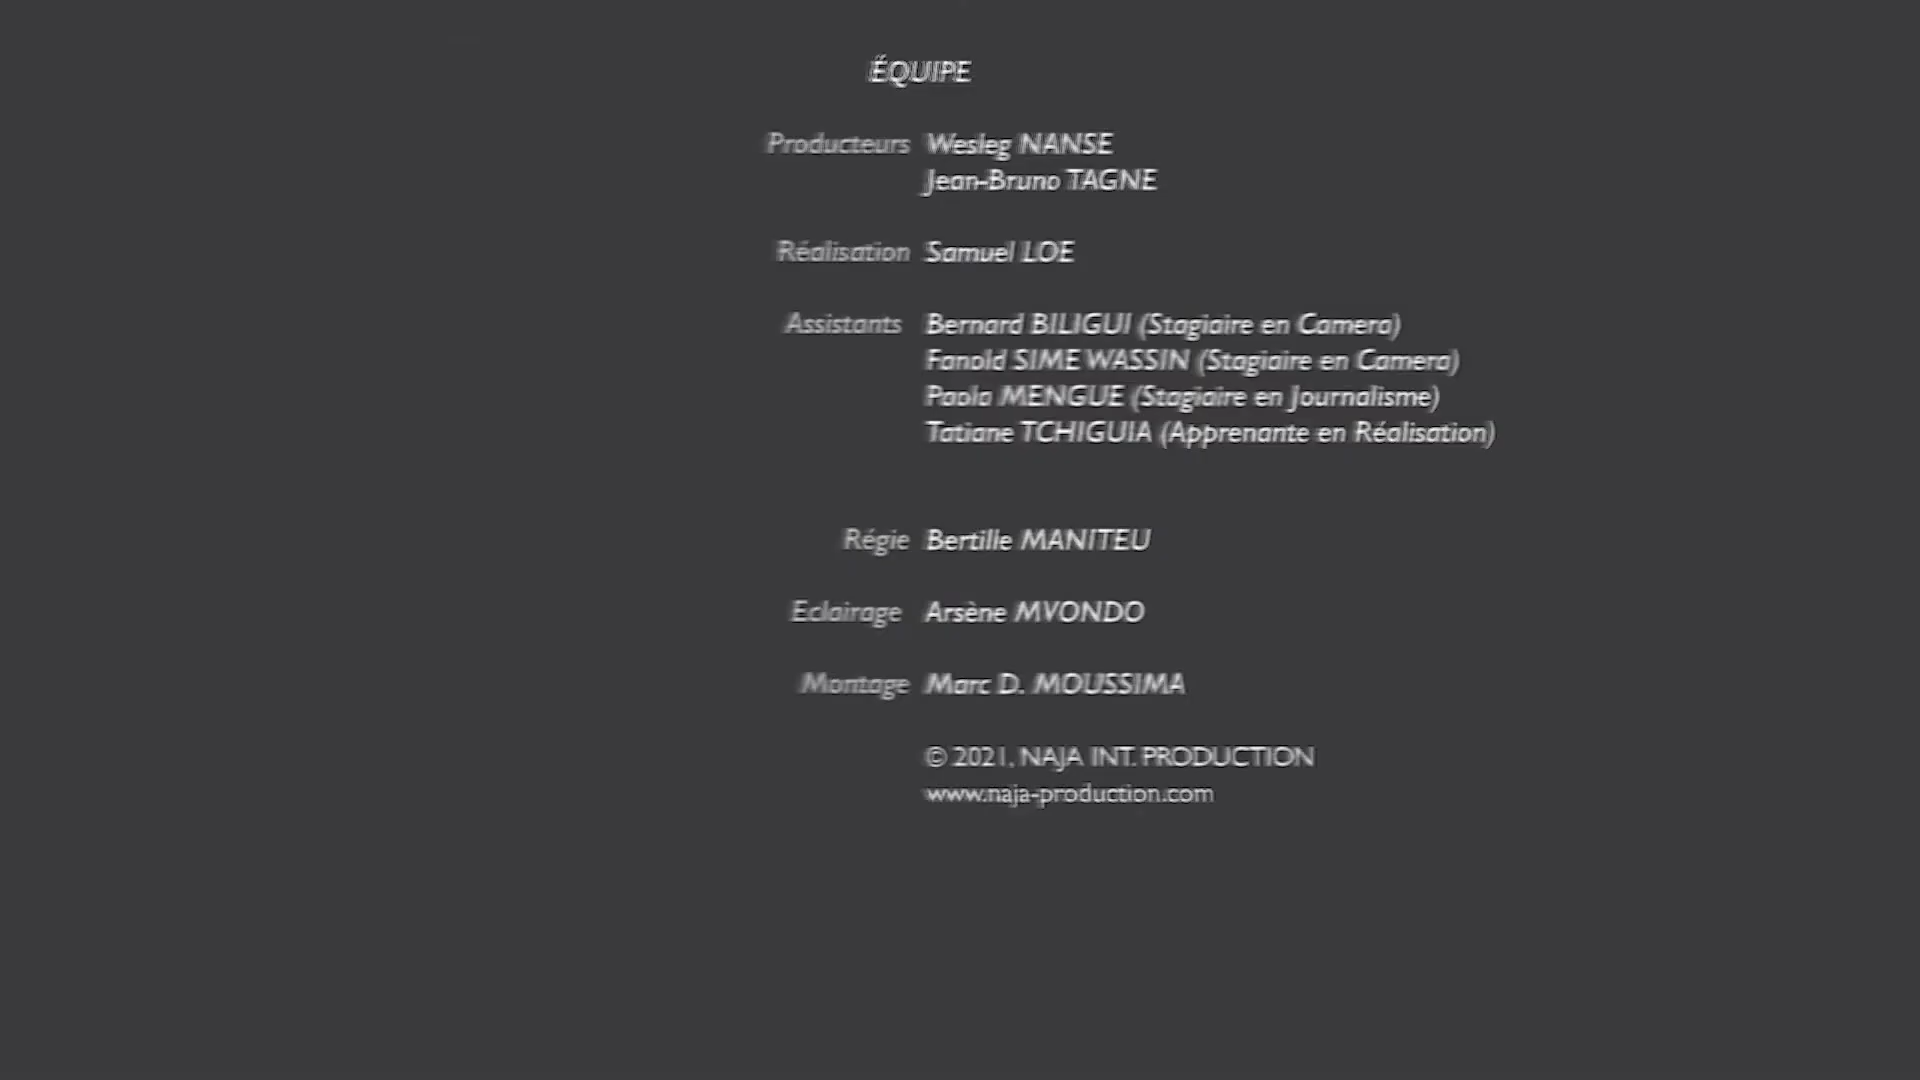 ÉQUIPE
Producteurs Wesleg NANSE
Jean-Bruno TAGNE
Réalisation Samuel LOE
Assistants Bernard BILIGUI (Stagiaire en Camera)
Fanold SIME WASSIN (Stagiaire en Camera)
Paola MENGUE (Stagiaire en Journalisme)
Tatiane TCHIGUIA (Apprenante en Réalisation)
Régie Bertille MANITEU
Eclairage Arsène MVONDO
Montage Marc D. MOUSSIMA
© 2021, NAJA INT. PRODUCTION
www.naja-production.com